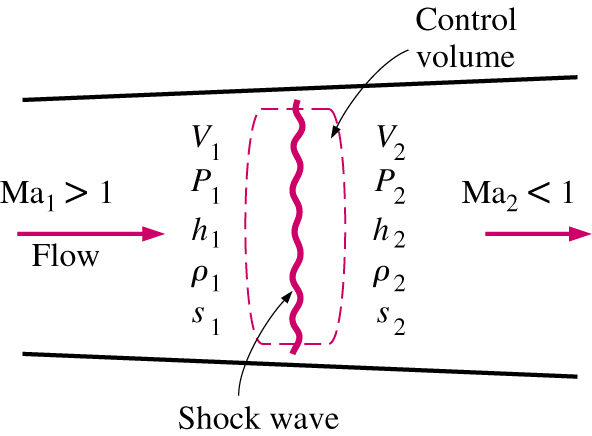 Control
volume
V1 V2
P1 P2
Ma1 > 1 Ma2 < 1
h1 h2
Flow
ρ1 ρ2
s1 s2
Shock wave